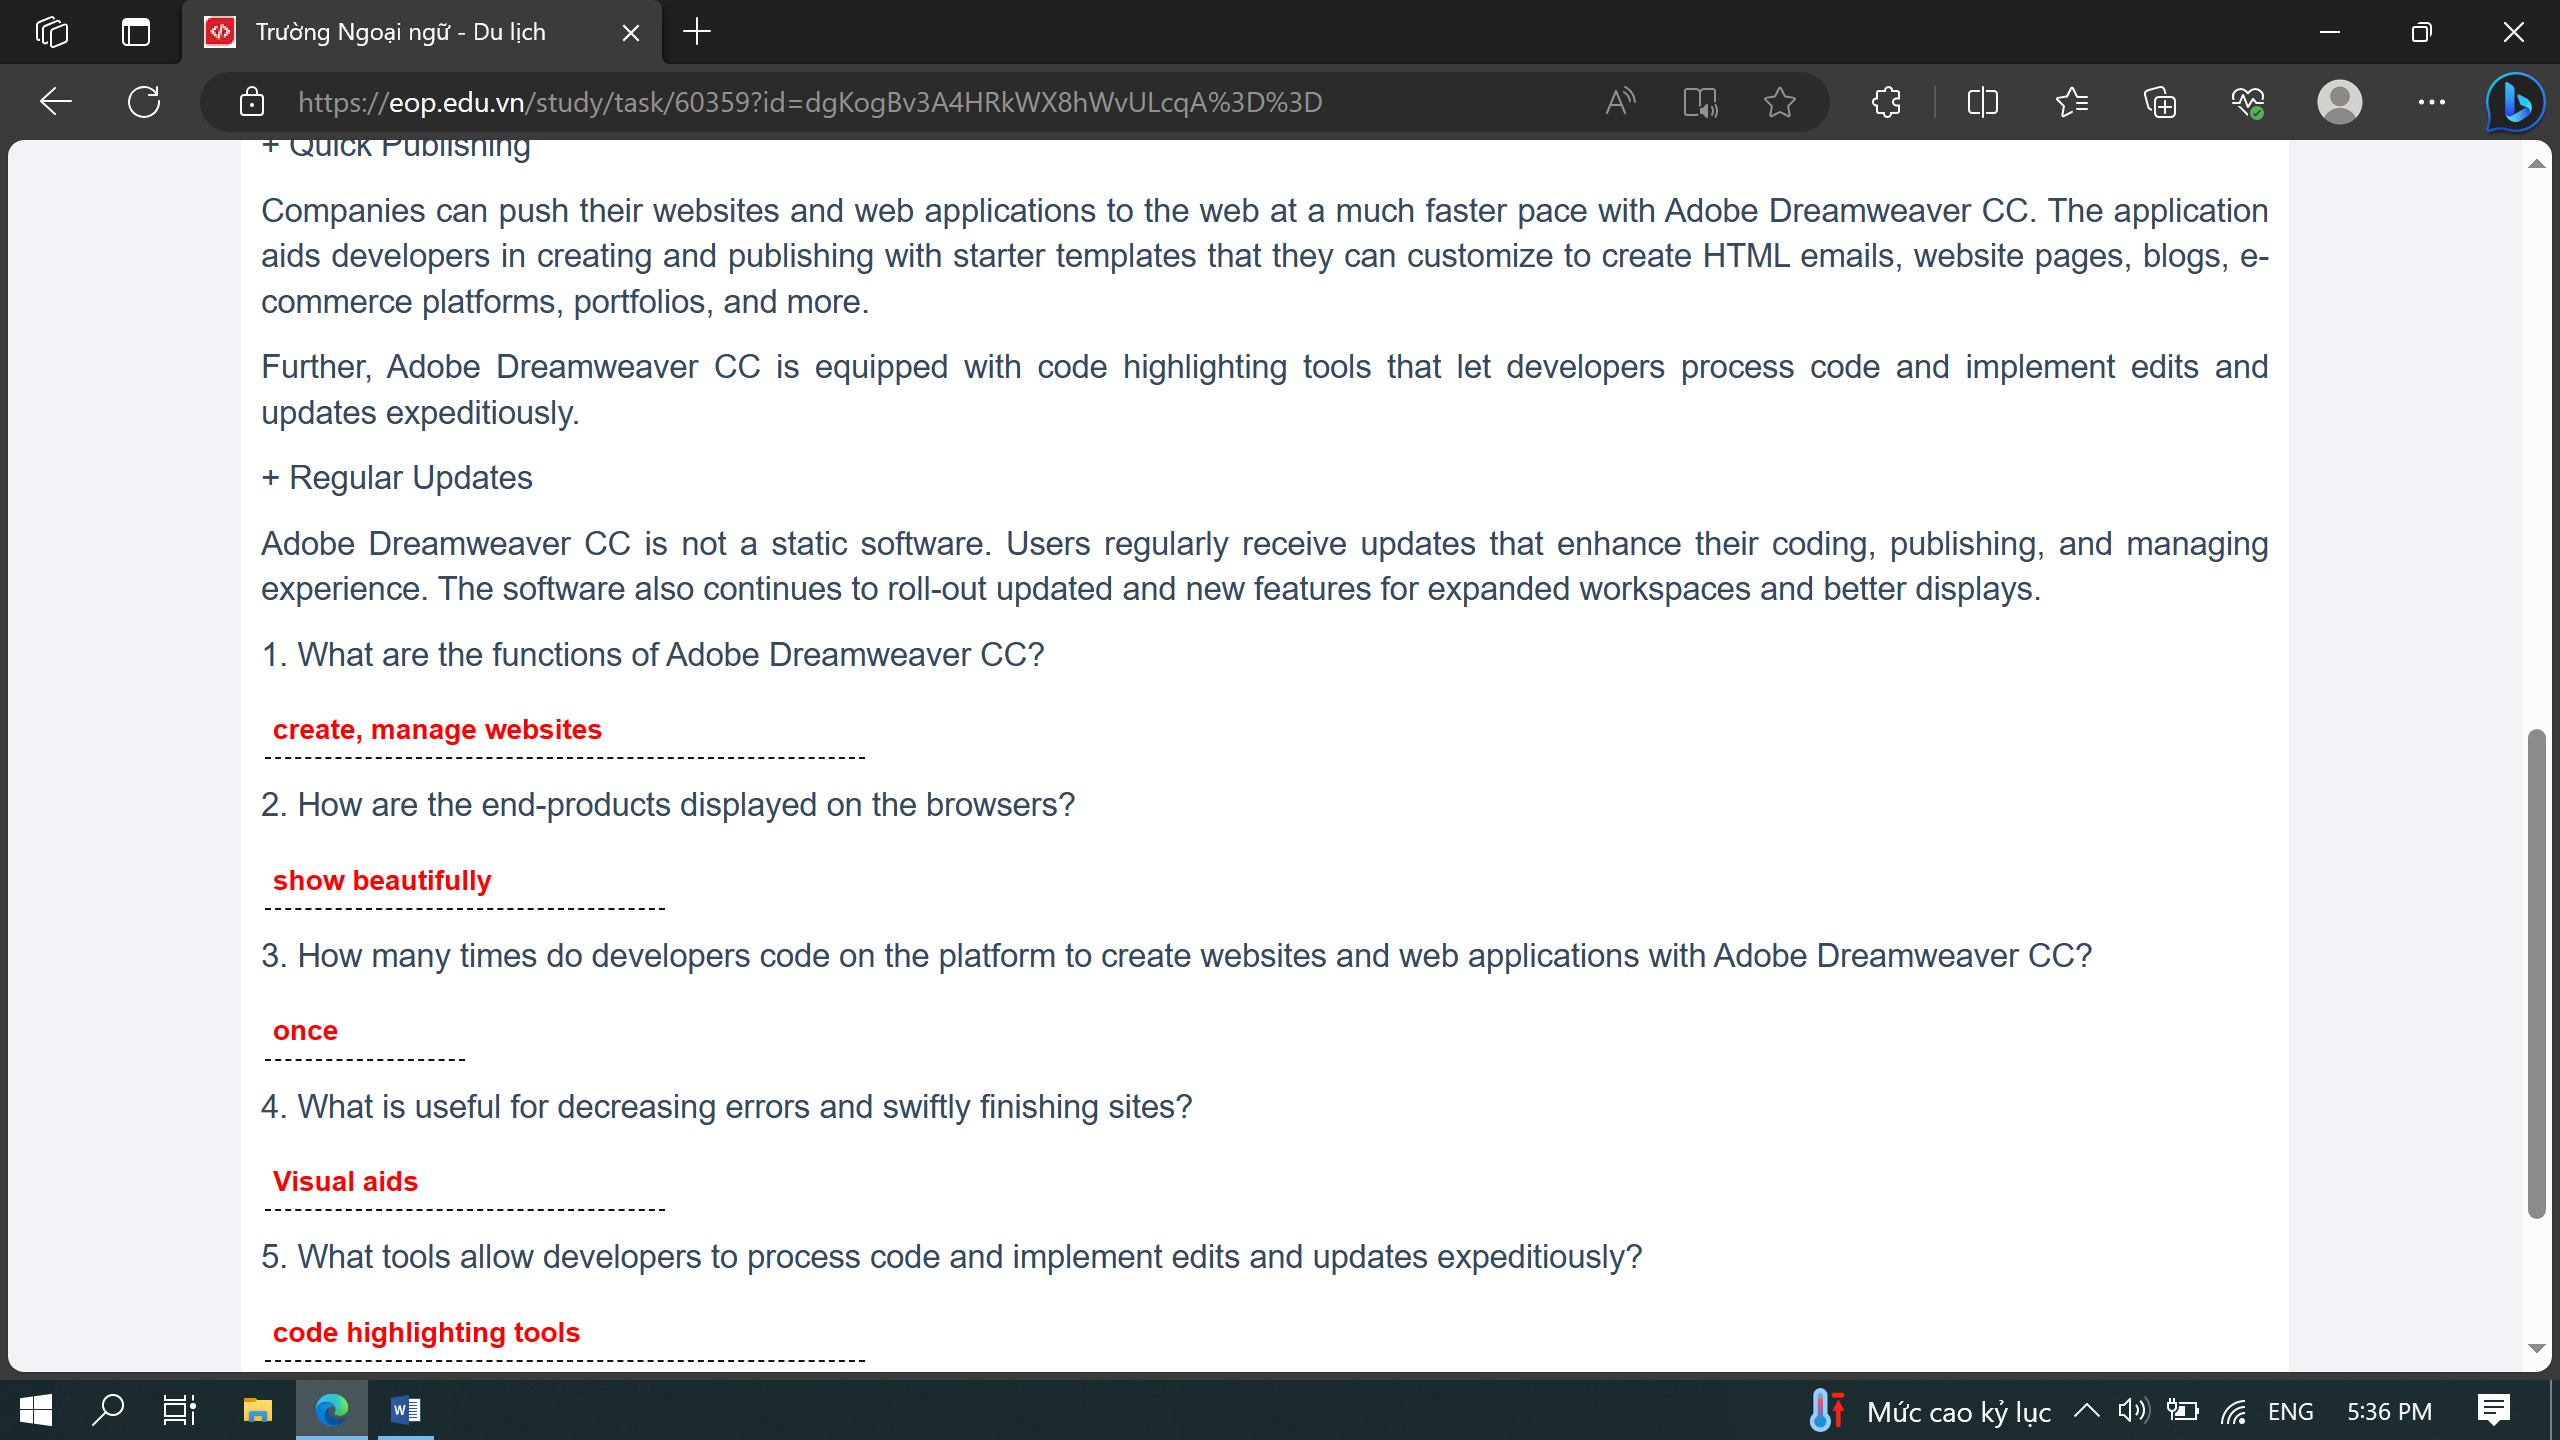 Trường Ngoại ngữ - Du lịch
https://eop.edu.vn/study/task/60359?id=dgKogBv3A4HRkWX8hWvULcqA%3D%3D
+ Quick Publishing
Companies can push their websites and web applications to the web at a much faster pace with Adobe Dreamweaver CC. The application
aids developers in creating and publishing with starter templates that they can customize to create HTML emails, website pages, blogs, e-
commerce platforms, portfolios, and more.
Further, Adobe Dreamweaver CC is equipped with code highlighting tools that let developers process code and implement edits and
updates expeditiously.
+ Regular Updates
Adobe Dreamweaver CC is not a static software. Users regularly receive updates that enhance their coding, publishing, and managing
experience. The software also continues to roll-out updated and new features for expanded workspaces and better displays.
1. What are the functions of Adobe Dreamweaver CC?
create, manage websites
2. How are the end-products displayed on the browsers?
show beautifully
3. How many times do developers code on the platform to create websites and web applications with Adobe Dreamweaver CC?
once
4. What is useful for decreasing errors and swiftly finishing sites?
Visual aids
5. What tools allow developers to process code and implement edits and updates expeditiously?
code highlighting tools
Mức cao kỷ lục
ENG
5:36 PM